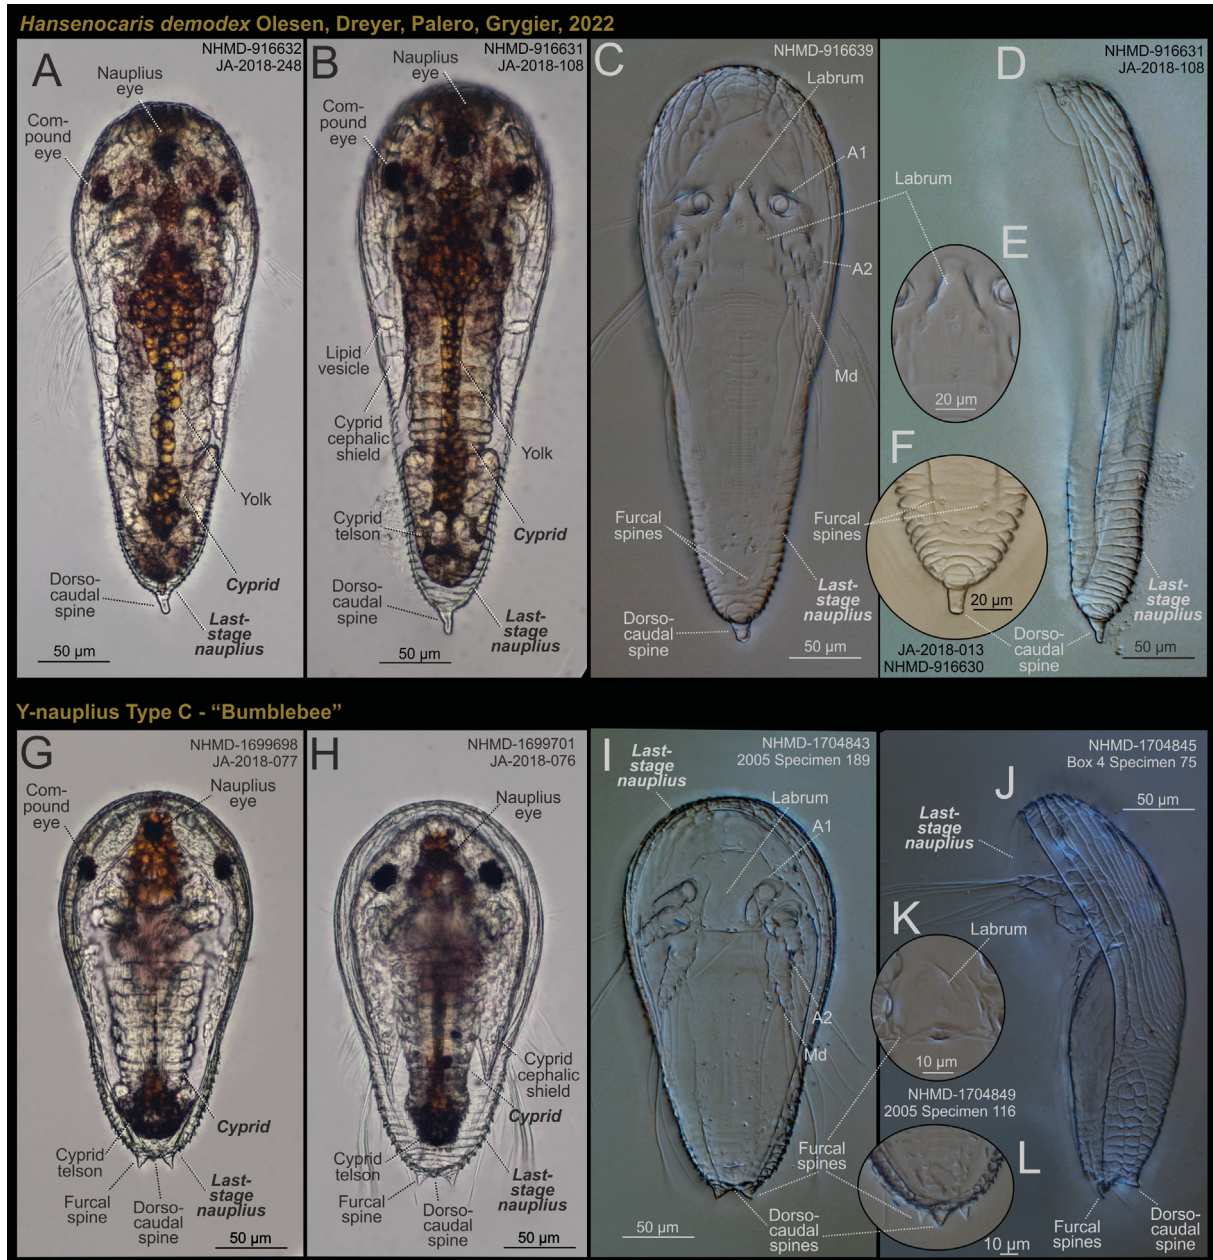 Hansenocaris demodex Olesen, Dreyer, Palero, Grygier, 2022
A
NHMD-916632
JA-2018-248
Nauplius
eye
Com-
pound
eye
Yolk
Cyprid
Dorso-
caudal
spine
Last-
stage
nauplius
50 µm
B
NHMD-916631
JA-2018-108
Nauplius
eye
Com-
pound
eye
Lipid
vesicle
Cyprid
cephalic
shield
Yolk
Cyprid
telson
Cyprid
Dorso-
caudal
spine
Last-
stage
nauplius
50 µm
C
NHMD-916639
Labrum
A1
A2
Md
Furcal
spines
Last-
stage
nauplius
Dorso-
caudal
spine
50 µm
D
NHMD-916631
JA-2018-108
Labrum
E
20 µm
F
Furcal
spines
20 µm
JA-2018-013
NHMD-916630
Dorso-
caudal
spine
Last-
stage
nauplius
50 µm
Y-nauplius Type C - “Bumblebee”
G
NHMD-1699698
JA-2018-077
Nauplius
eye
Com-
pound
eye
Cyprid
Cyprid
telson
Furcal
spine
Dorso-
caudal
spine
Last-
stage
nauplius
50 µm
H
NHMD-1699701
JA-2018-076
Nauplius
eye
Cyprid
cephalic
shield
Cyprid
Cyprid
telson
Furcal
spine
Dorso-
caudal
spine
Last-
stage
nauplius
50 µm
I
Last-
stage
nauplius
NHMD-1704843
2005 Specimen 189
Labrum
A1
A2
Md
Furcal
spines
Dorso-
caudal
spines
50 µm
J
NHMD-1704845
Box 4 Specimen 75
50 µm
Last-
stage
nauplius
K
Labrum
10 µm
NHMD-1704849
2005 Specimen 116
L
10 µm
Furcal
spine
Dorso-
caudal
spine